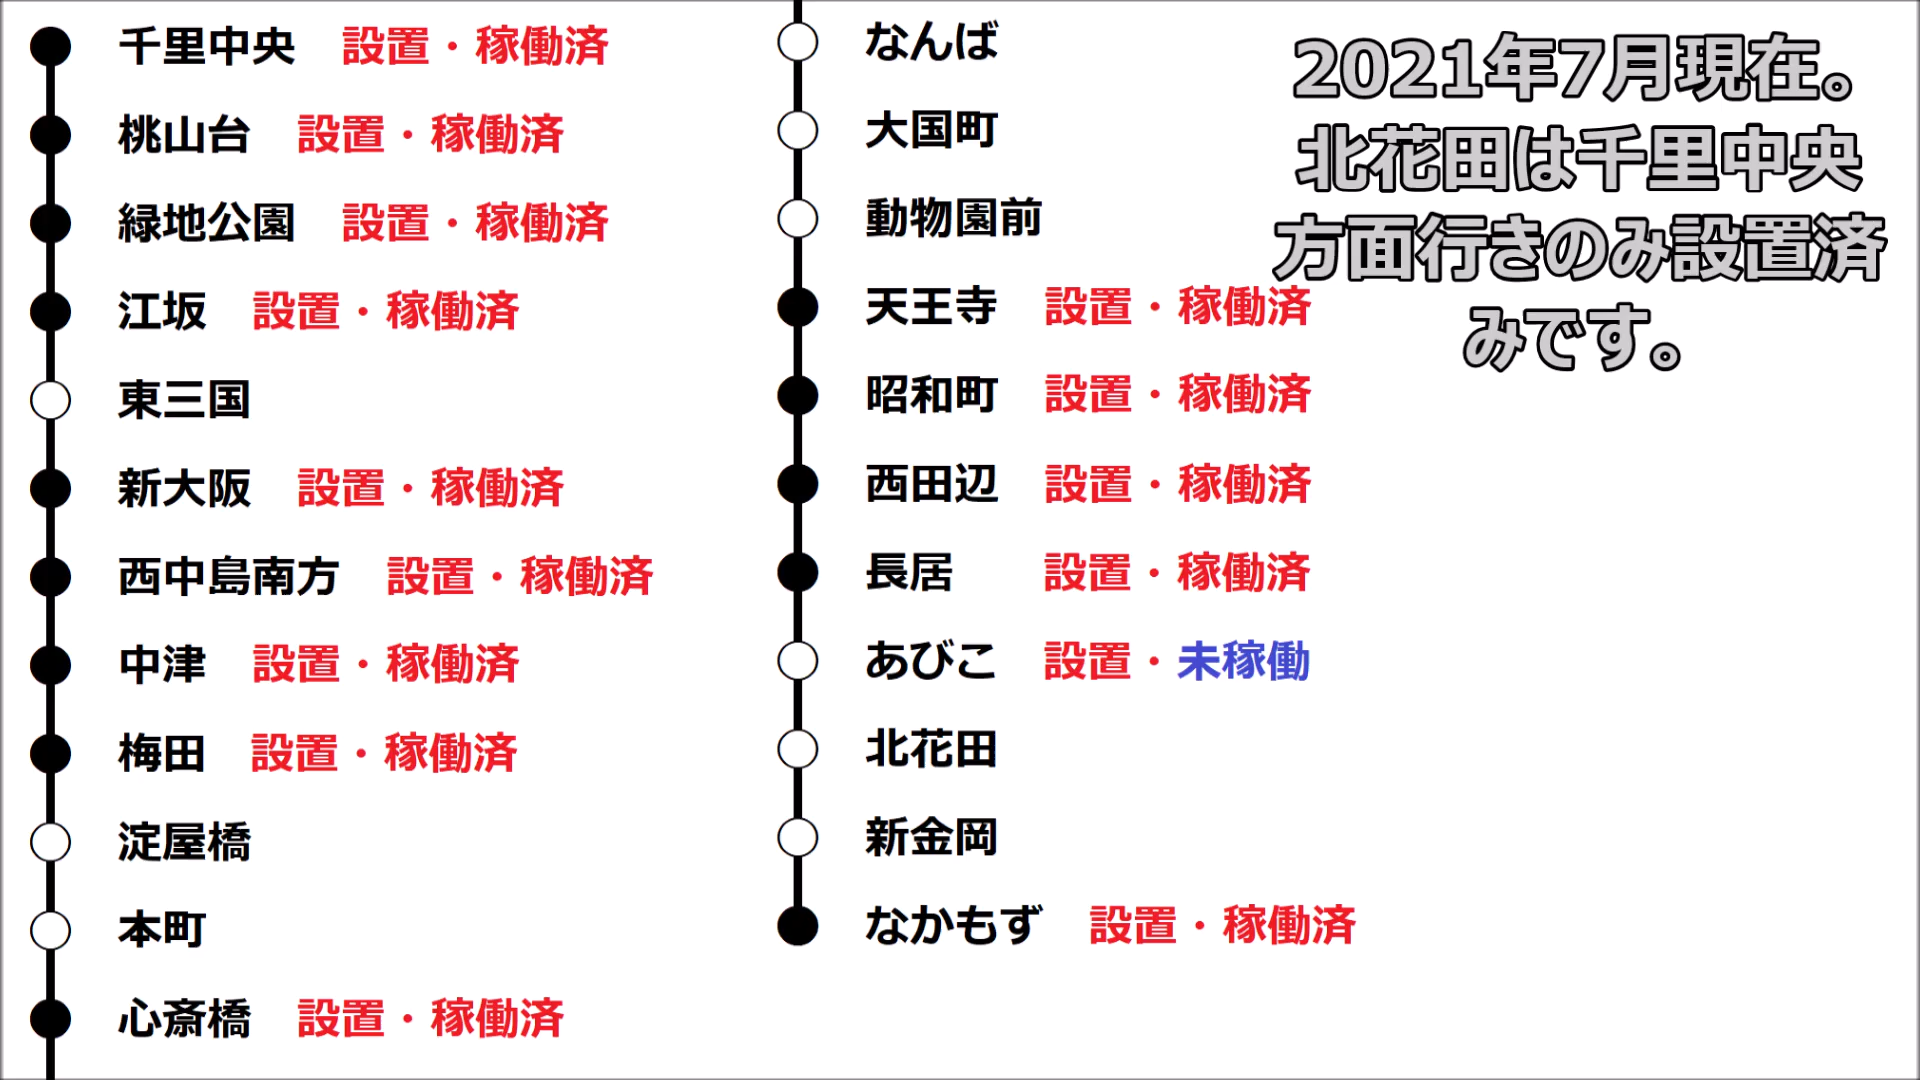 千里中央　設置・稼働済
桃山台　設置・稼働済
緑地公園　設置・稼働済
江坂　設置・稼働済
東三国
新大阪　設置・稼働済
西中島南方　設置・稼働済
中津　設置・稼働済
梅田　設置・稼働済
淀屋橋
本町
心斎橋　設置・稼働済
なんば
大国町
動物園前
天王寺　設置・稼働済
昭和町　設置・稼働済
西田辺　設置・稼働済
長居　設置・稼働済
あびこ　設置・未稼働
北花田
新金岡
なかもず　設置・稼働済
2021年7月現在。
北花田は千里中央
方面行きのみ設置済
みです。